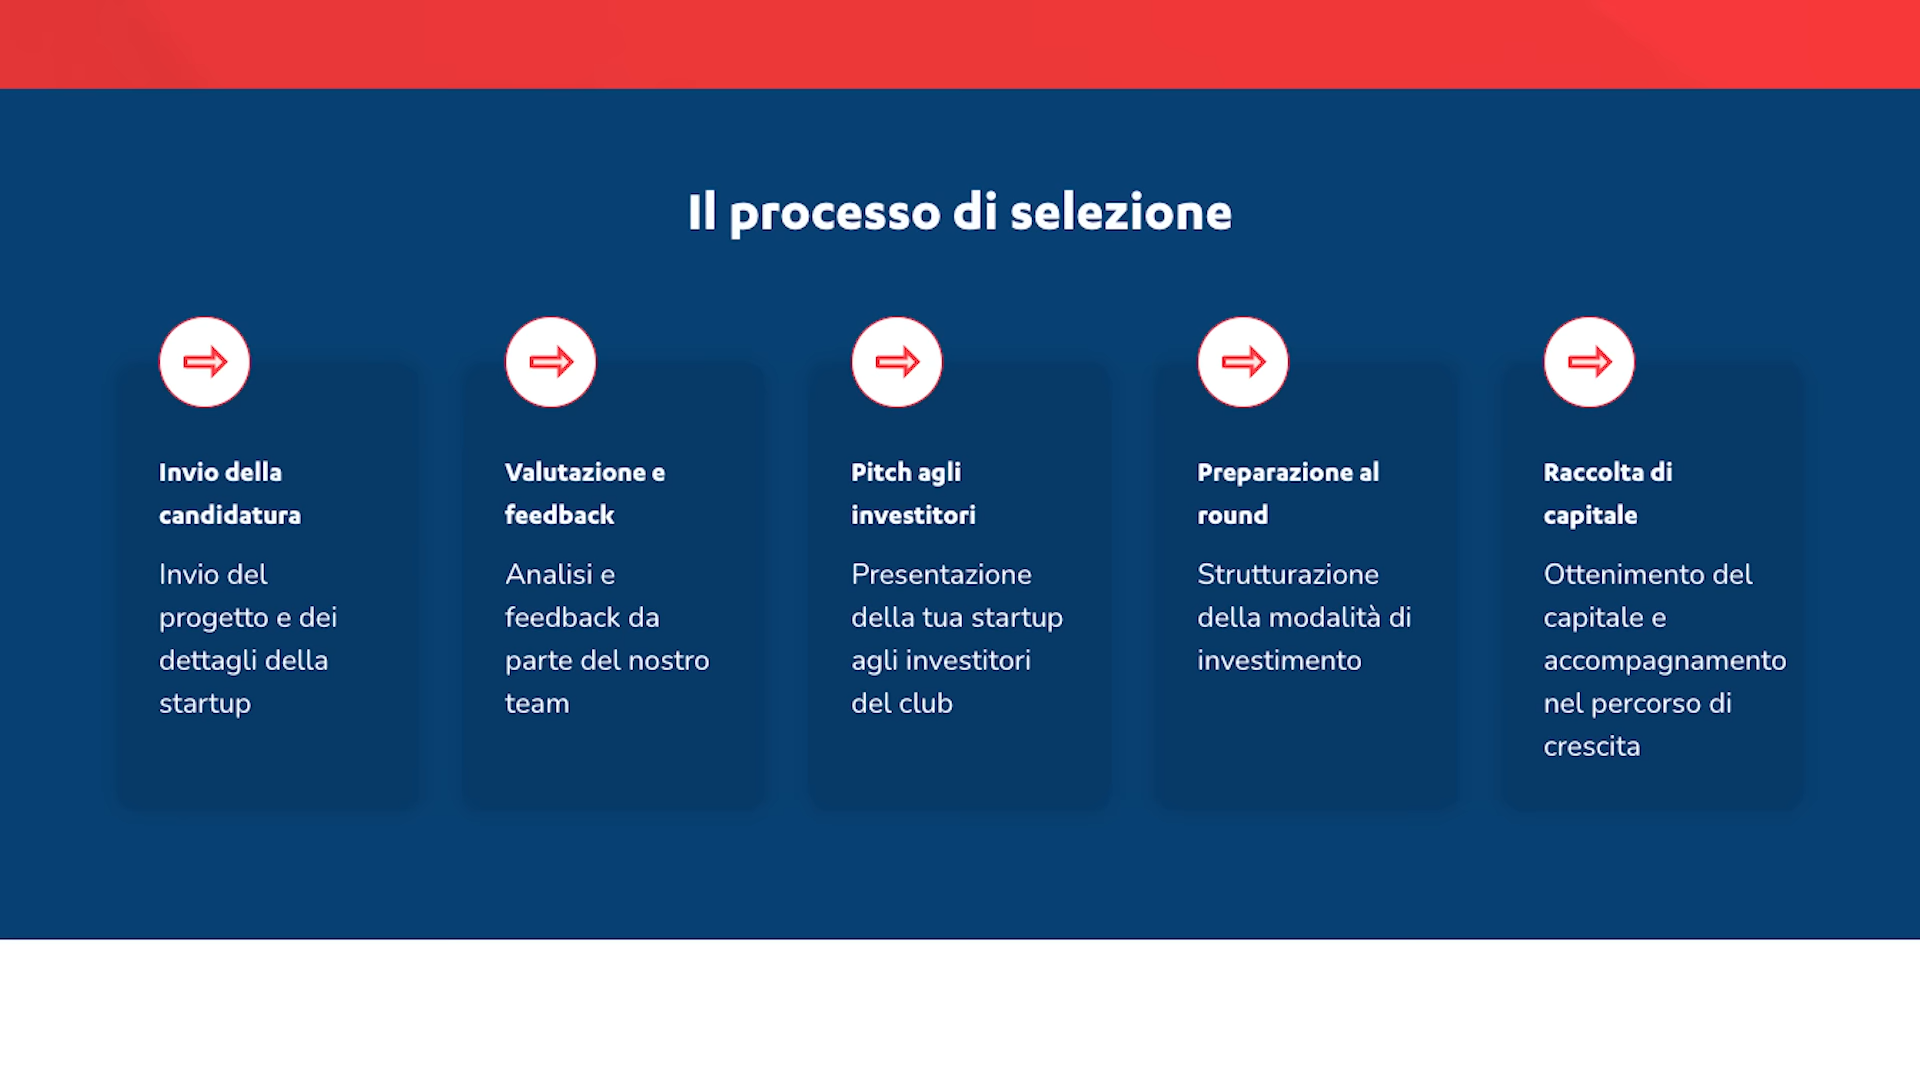 Il processo di selezione
Invio della
candidatura
Invio del
progetto e dei
dettagli della
startup
Valutazione e
feedback
Analisi e
feedback da
parte del nostro
team
Pitch agli
investitori
Presentazione
della tua startup
agli investitori
del club
Preparazione al
round
Strutturazione
della modalità di
investimento
Raccolta di
capitale
Ottenimento del
capitale e
accompagnamento
nel percorso di
crescita